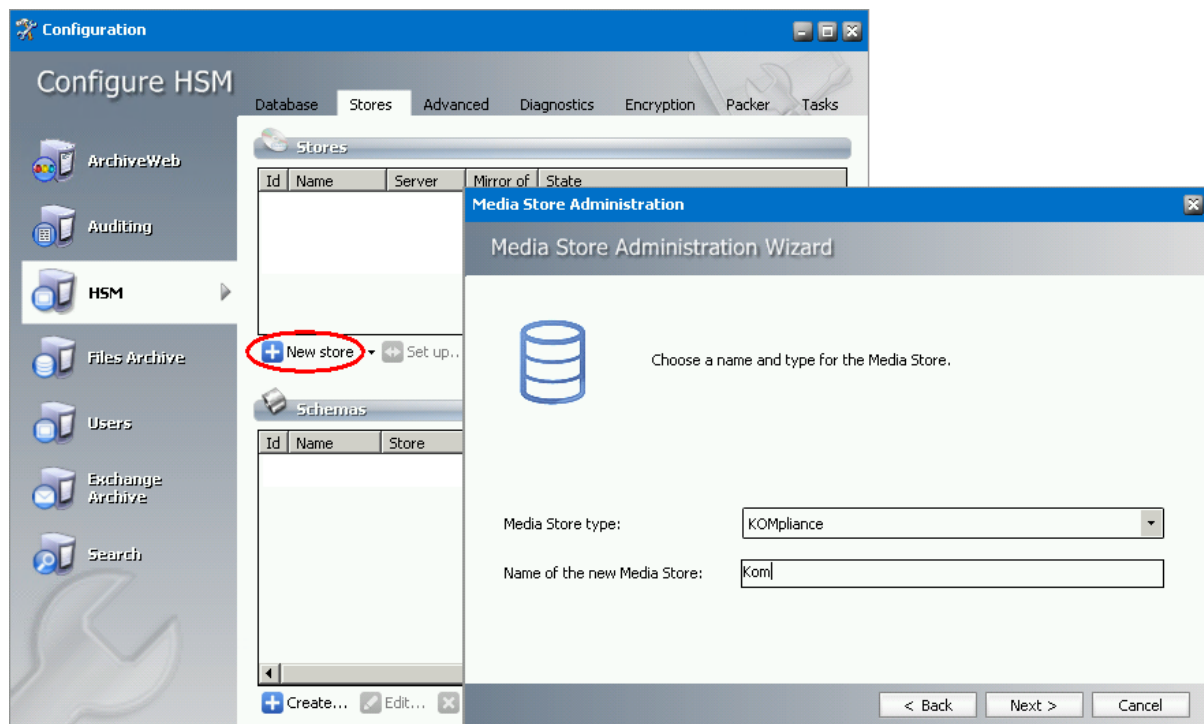 Configuration
Configure HSM
Database Stores Advanced Diagnostics Encryption Packer Tasks
ArchiveWeb
Auditing
HSM
Files Archive
Users
Exchange
Archive
Search
Stores
Id Name Server Mirror of State
New store Set up..
Schemas
Id Name Store
Create... Edit...
Media Store Administration
Media Store Administration Wizard
Choose a name and type for the Media Store.
Media Store type: KOMpliance
Name of the new Media Store: Kom
< Back Next > Cancel